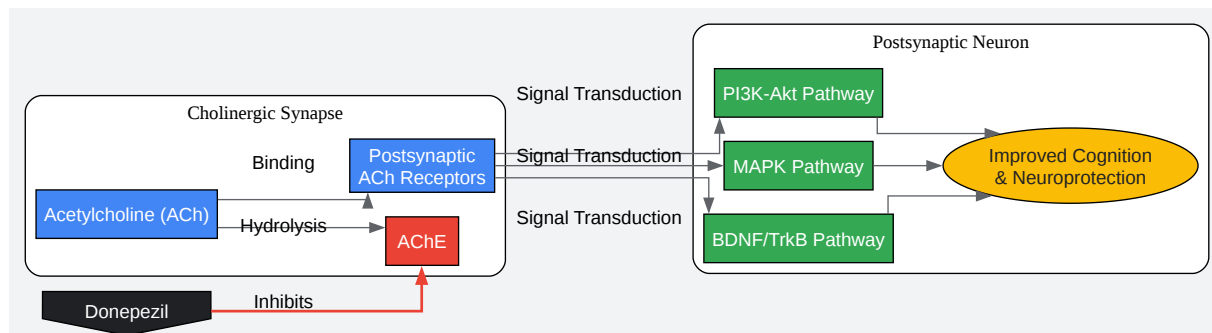 Postsynaptic Neuron
PI3K-Akt Pathway
Signal Transduction
Cholinergic Synapse
Binding
Postsynaptic
ACh Receptors
Signal Transduction
MAPK Pathway
Improved Cognition
& Neuroprotection
Acetylcholine (ACh)
Hydrolysis
AChE
Signal Transduction
BDNF/TrkB Pathway
Donepezil
Inhibits